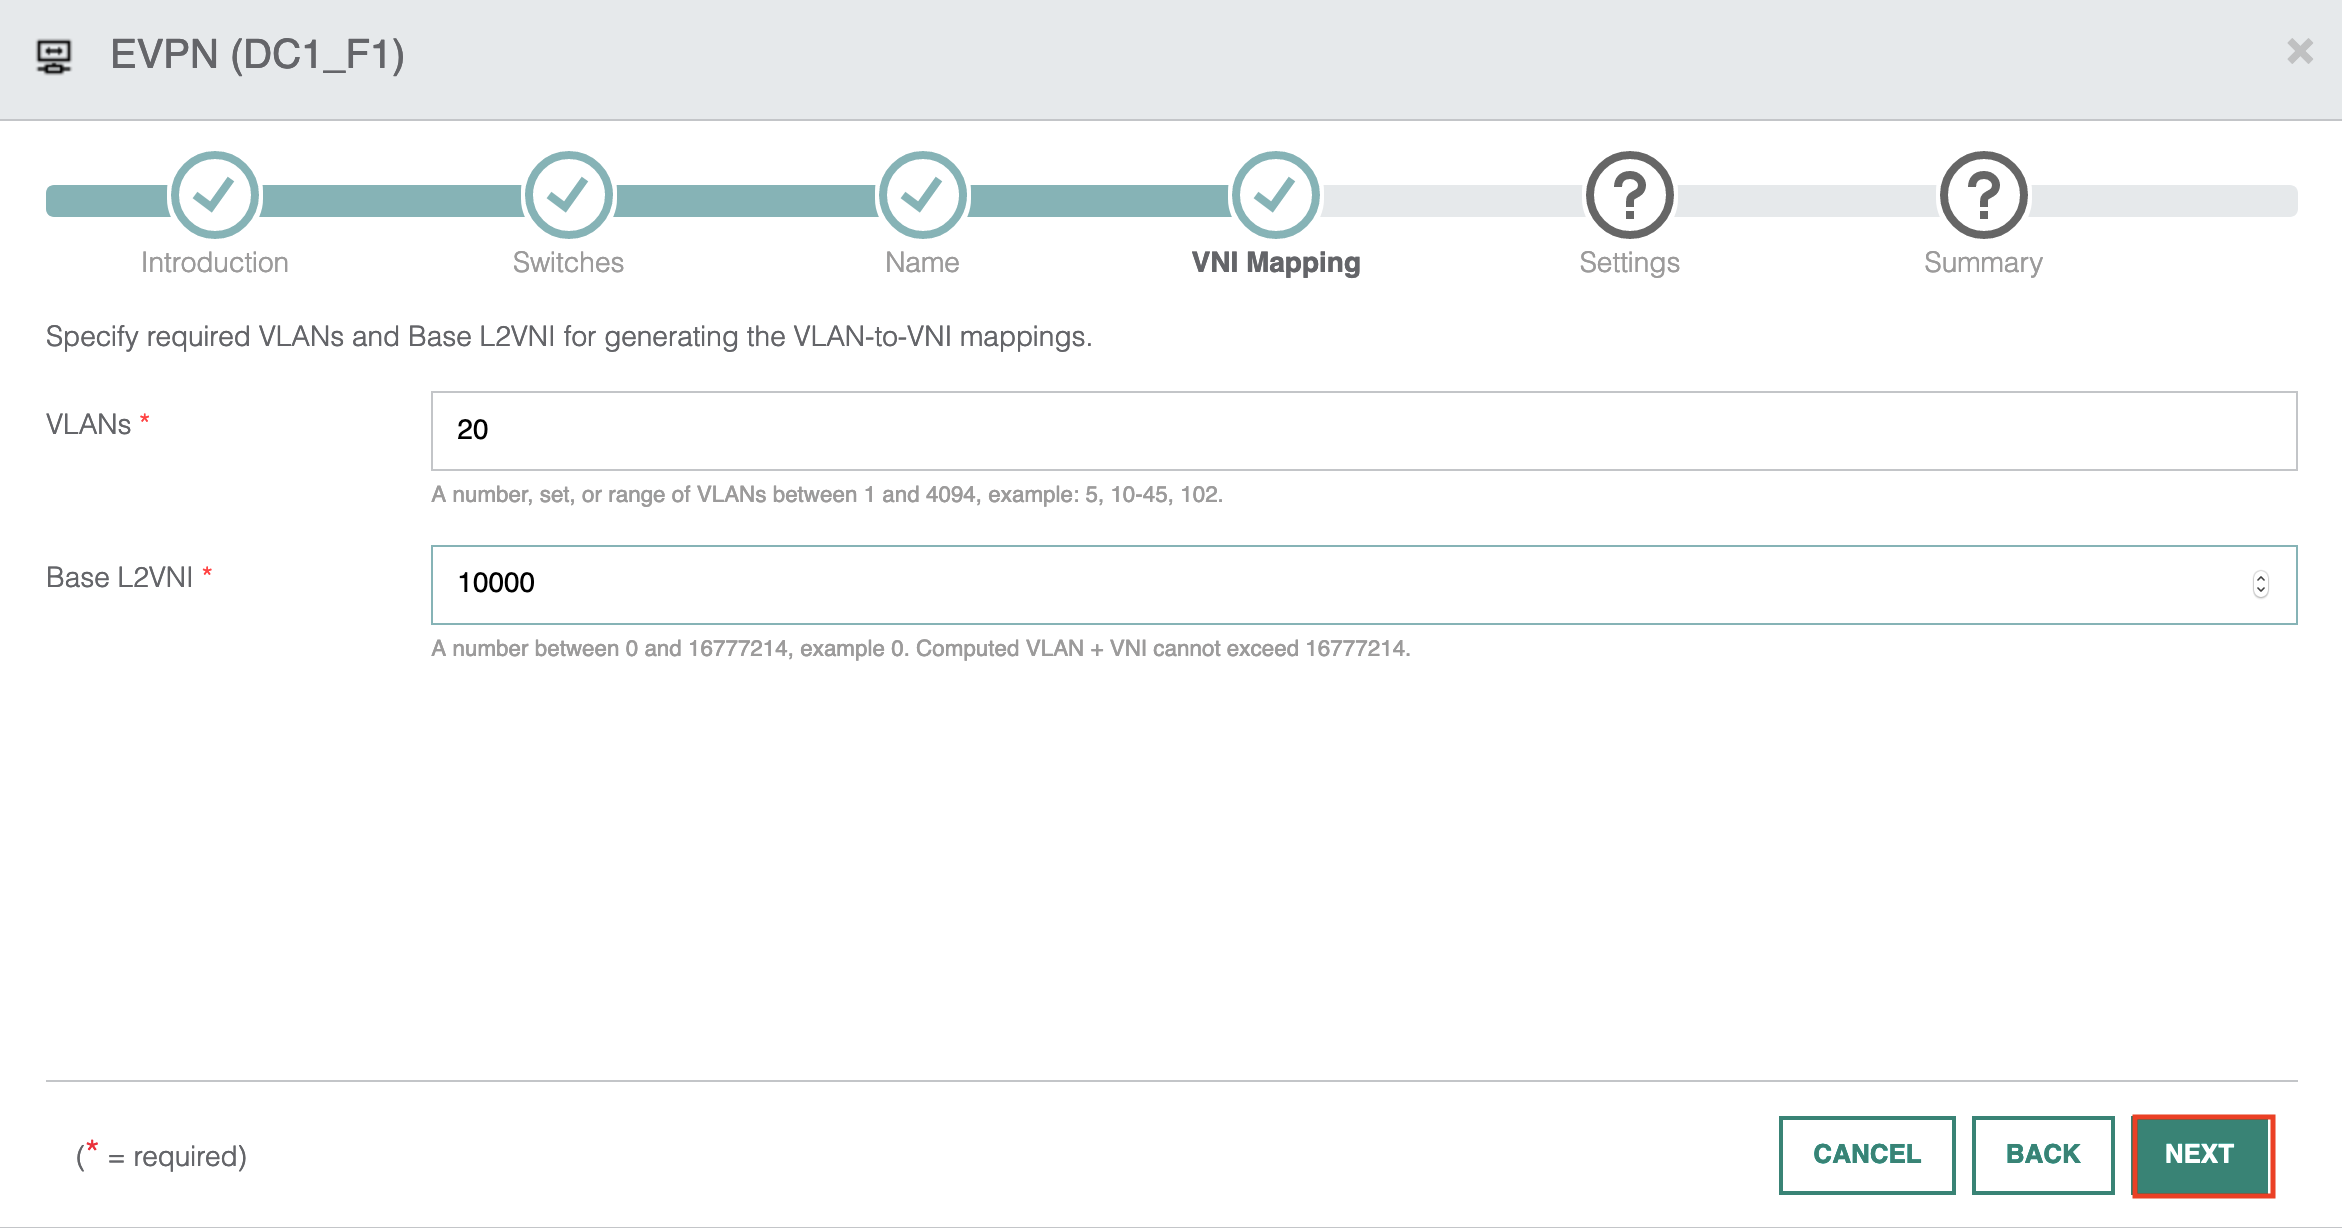 EVPN (DC1_F1)
Introduction
Switches
Name
VNI Mapping
Settings
Summary
Specify required VLANs and Base L2VNI for generating the VLAN-to-VNI mappings.
VLANs *
20
A number, set, or range of VLANs between 1 and 4094, example: 5, 10-45, 102.
Base L2VNI *
10000
A number between 0 and 16777214, example 0. Computed VLAN + VNI cannot exceed 16777214.
(* = required)
CANCEL
BACK
NEXT